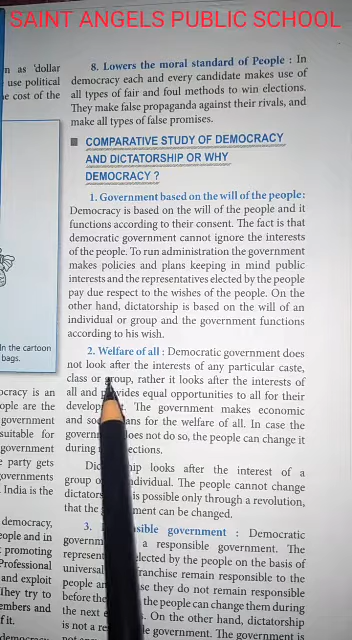 SAINT ANGELS PUBLIC SCHOOL
n as 'dollar
use political
e cost of the
In the cartoon
bags.
ocracy is an
ople are the
government
suitable for
government
e party gets
overnments
. India is the
democracy,
eople and in
t promoting
Professional
and exploit
They try to
embers and
f it.
democracy
8. Lowers the moral standard of People : In
democracy each and every candidate makes use of
all types of fair and foul methods to win elections.
They make false propaganda against their rivals, and
make all types of false promises.
COMPARATIVE STUDY OF DEMOCRACY
AND DICTATORSHIP OR WHY
DEMOCRACY ?
1. Government based on the will of the people:
Democracy is based on the will of the people and it
functions according to their consent. The fact is that
democratic government cannot ignore the interests
of the people. To run administration the government
makes policies and plans keeping in mind public
interests and the representatives elected by the people
pay due respect to the wishes of the people. On the
other hand, dictatorship is based on the will of an
individual or group and the government functions
according to his wish.
2. Welfare of all : Democratic government does
not look after the interests of any particular caste,
class or group, rather it looks after the interests of
all and provides equal opportunities to all for their
develop t. The government makes economic
and so ans for the welfare of all. In case the
govern does not do so, the people can change it
during ections.
Dic hip looks after the interest of a
group o dividual. The people cannot change
dictators is possible only through a revolution,
that the ment can be changed.
3. sible government : Democratic
governm a responsible government. The
represent elected by the people on the basis of
universal franchise remain responsible to the
people an se they do not remain responsible
before the the people can change them during
the next e . On the other hand, dictatorship
is not a re le government. The government is